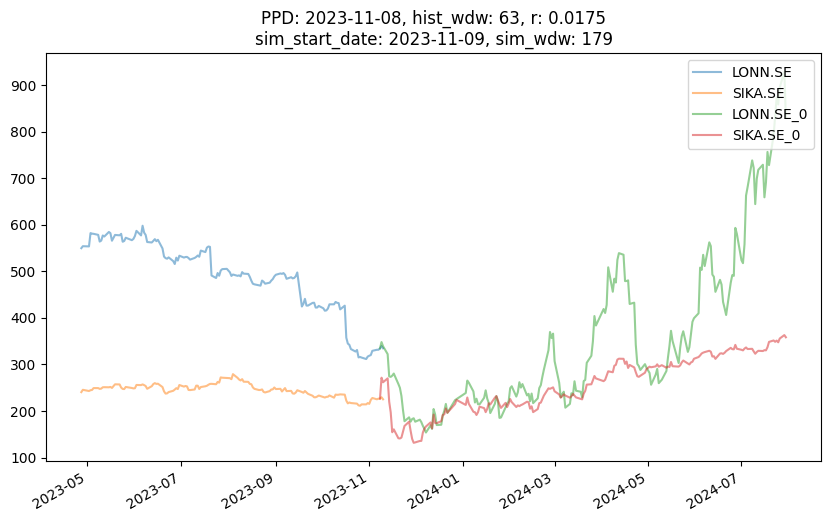 PPD: 2023-11-08, hist_wdw: 63, r: 0.0175
sim_start_date: 2023-11-09, sim_wdw: 179
LONN.SE
SIKA.SE
LONN.SE_0
SIKA.SE_0
900
800
700
600
500
400
300
200
100
2023-05
2023-07
2023-09
2023-11
2024-01
2024-03
2024-05
2024-07